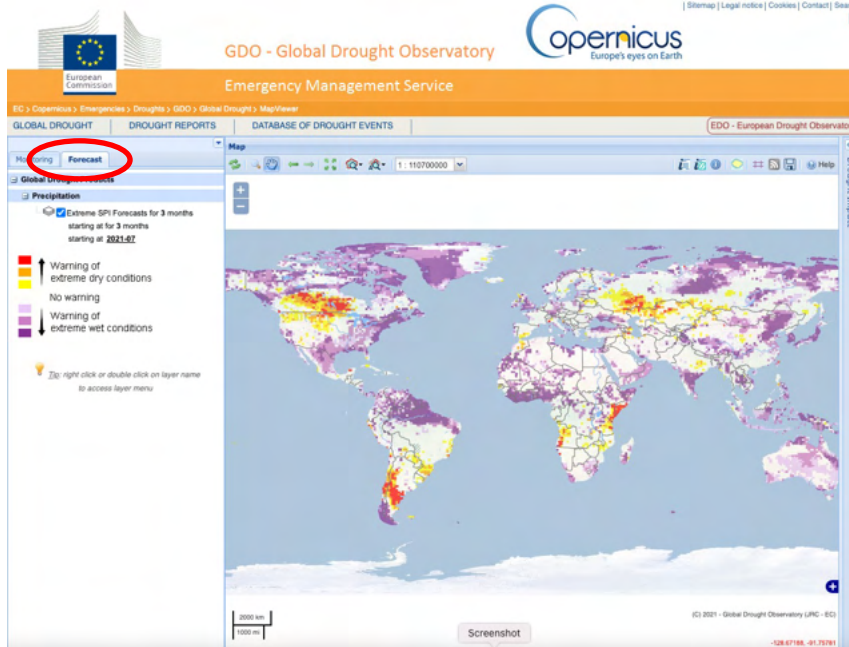 | Sitemap | Legal notice | Cookies | Contact | Sea
European
Commission
GDO - Global Drought Observatory
opernicus
Europe's eyes on Earth
Emergency Management Service
EC > Copernicus > Emergencies > Droughts > GDO > Global Drought > MapViewer
GLOBAL DROUGHT DROUGHT REPORTS DATABASE OF DROUGHT EVENTS EDO - European Drought Observato
Monitoring Forecast
Map
1 : 110700000
Help
Global Drought Products
Precipitation
Extreme SPI Forecasts for 3 months
starting at for 3 months
starting at 2021-07
Warning of
extreme dry conditions
No warning
Warning of
extreme wet conditions
Tip: right click or double click on layer name
to access layer menu
2000 km
1000 mi
Screenshot
(C) 2021 - Global Drought Observatory (JRC - EC)